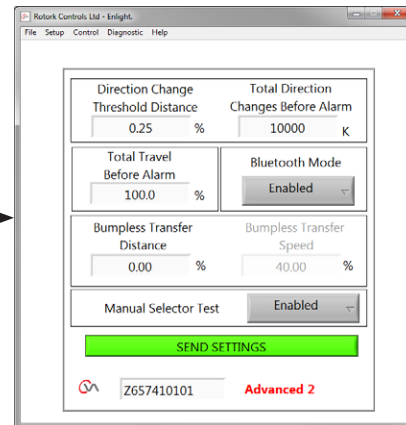 Rotork Controls Ltd - Enlight.
File Setup Control Diagnostic Help
Direction Change
Threshold Distance
0.25 %
Total Direction
Changes Before Alarm
10000 K
Total Travel
Before Alarm
100.0 %
Bluetooth Mode
Enabled
Bumpless Transfer
Distance
0.00 %
Bumpless Transfer
Speed
40.00 %
Manual Selector Test Enabled
SEND SETTINGS
Z657410101 Advanced 2